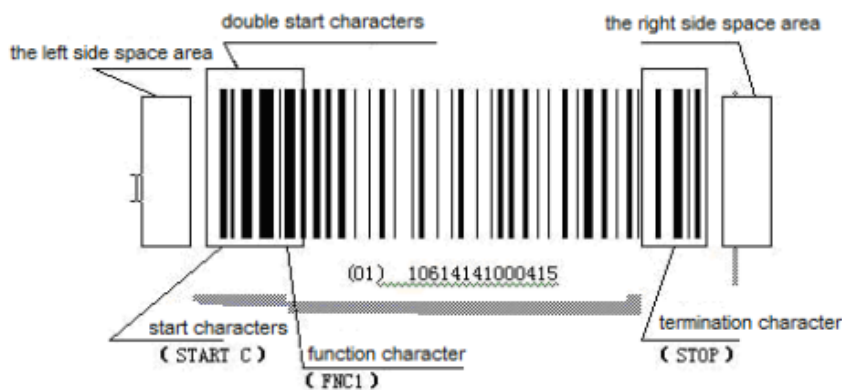 double start characters
the right side space area
the left side space area
(01) 10614141000415
start characters
(START C)
function character
(FNC1)
termination character
(STOP)